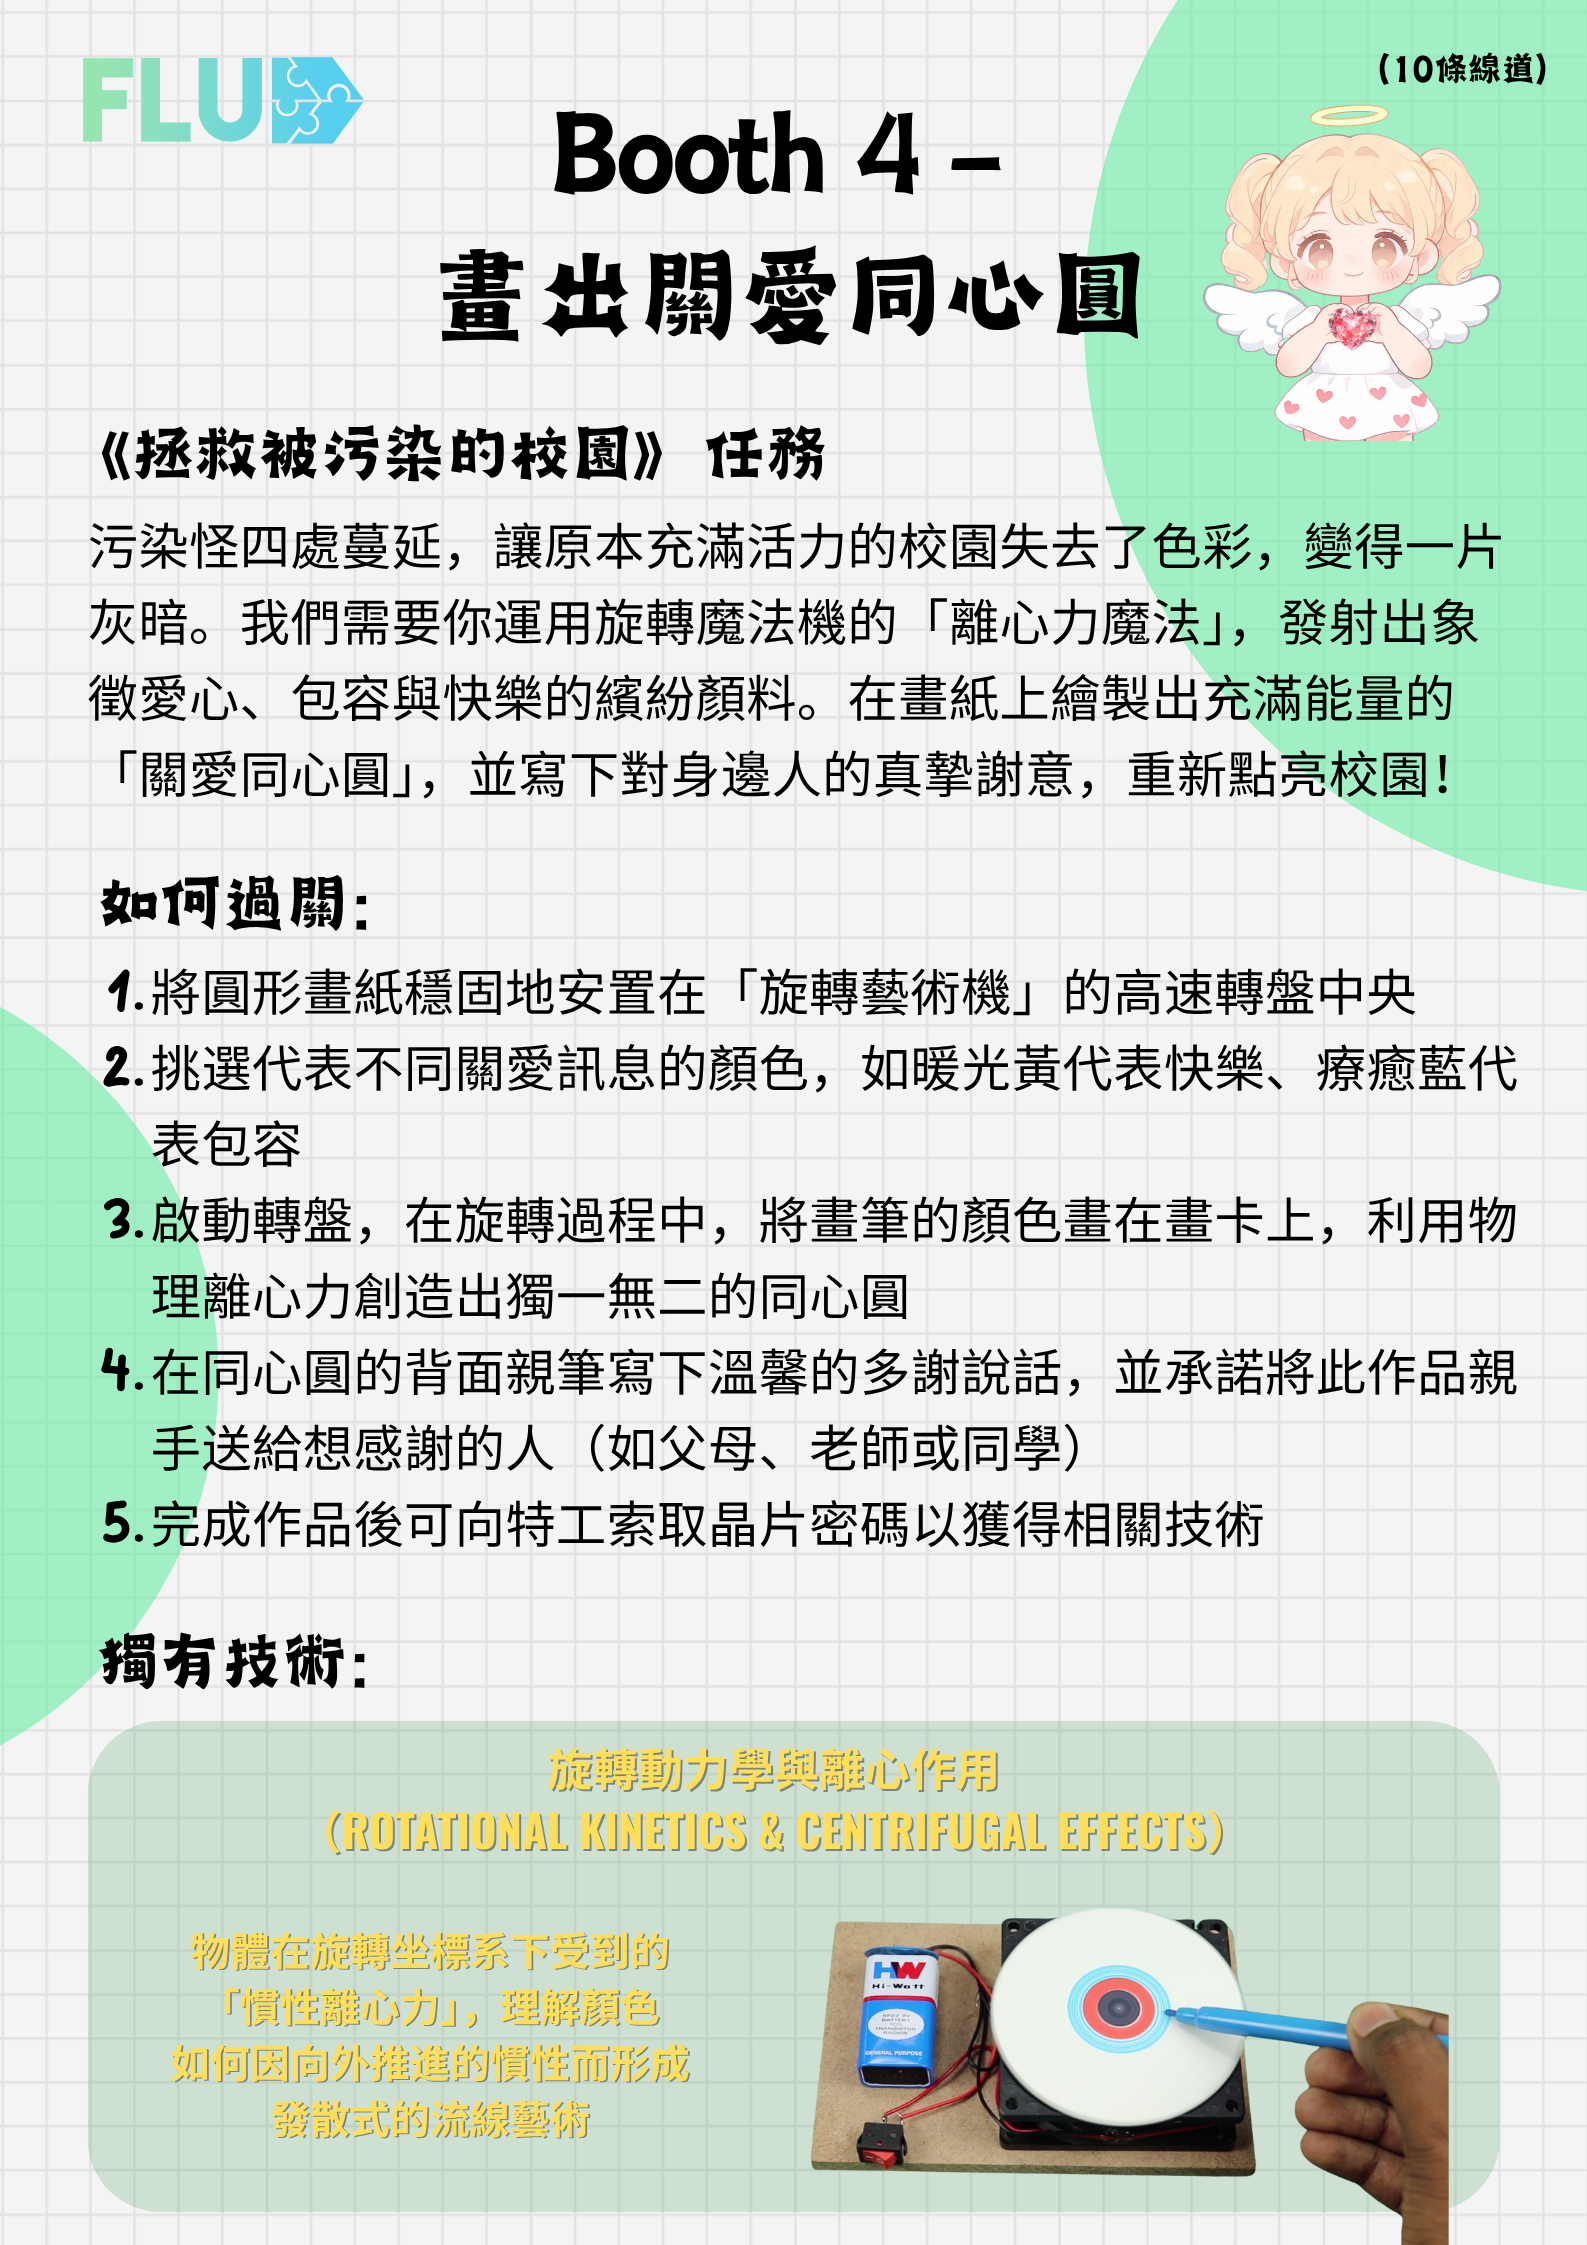 FLU
(10條線道)
Booth 4 –
畫出關愛同心圓
《拯救被污染的校園》 任務
污染怪四處蔓延，讓原本充滿活力的校園失去了色彩，變得一片
灰暗。我們需要你運用旋轉魔法機的「離心力魔法」，發射出象
徵愛心、包容與快樂的繽紛顏料。在畫紙上繪製出充滿能量的
「關愛同心圓」，並寫下對身邊人的真摯謝意，重新點亮校園！
如何過關：
1.將圓形畫紙穩固地安置在「旋轉藝術機」的高速轉盤中央
2.挑選代表不同關愛訊息的顏色，如暖光黃代表快樂、療癒藍代
表包容
3.啟動轉盤，在旋轉過程中，將畫筆的顏色畫在畫卡上，利用物
理離心力創造出獨一無二的同心圓
4.在同心圓的背面親筆寫下溫馨的多謝說話，並承諾將此作品親
手送給想感謝的人（如父母、老師或同學）
5.完成作品後可向特工索取晶片密碼以獲得相關技術
獨有技術：
旋轉動力學與離心作用
（ROTATIONAL KINETICS & CENTRIFUGAL EFFECTS）
物體在旋轉坐標系下受到的
「慣性離心力」，理解顏色
如何因向外推進的慣性而形成
發散式的流線藝術
HW
Hi-Watt
BATTERY
FOR
TRANSISTOR
RADIOS
GENERAL PURPOSE